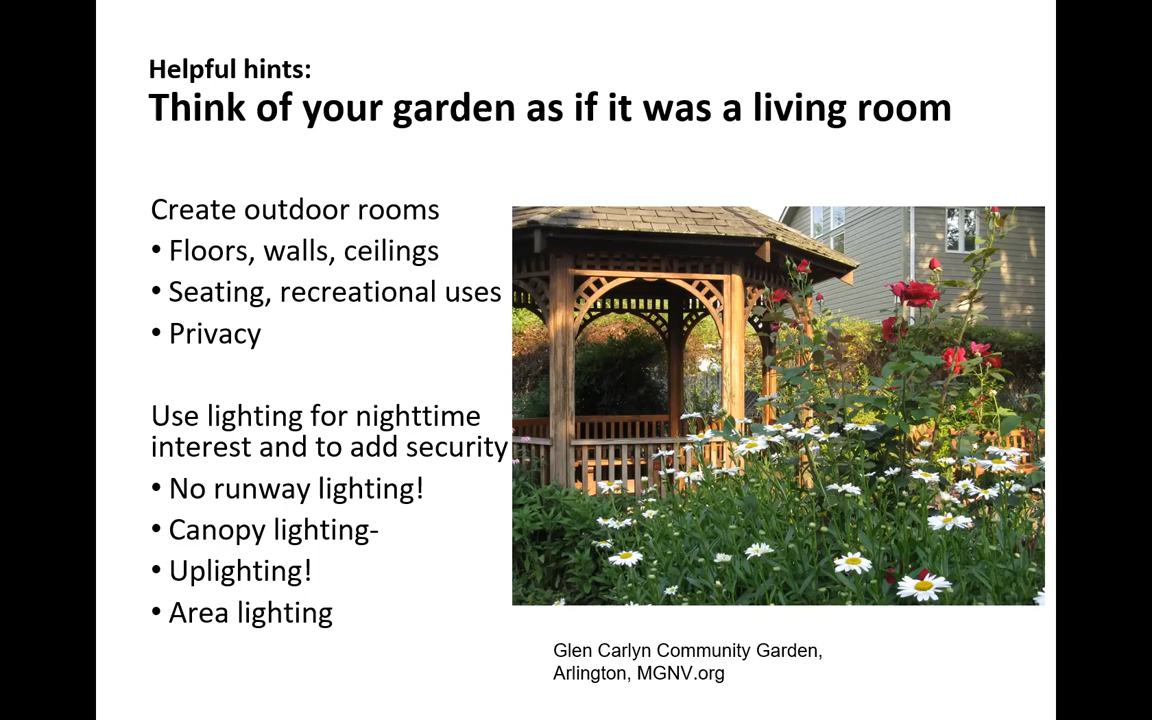 Helpful hints:
Think of your garden as if it was a living room
Create outdoor rooms
• Floors, walls, ceilings
• Seating, recreational uses
• Privacy
Use lighting for nighttime
interest and to add security
• No runway lighting!
• Canopy lighting-
• Uplighting!
• Area lighting
Glen Carlyn Community Garden,
Arlington, MGNV.org